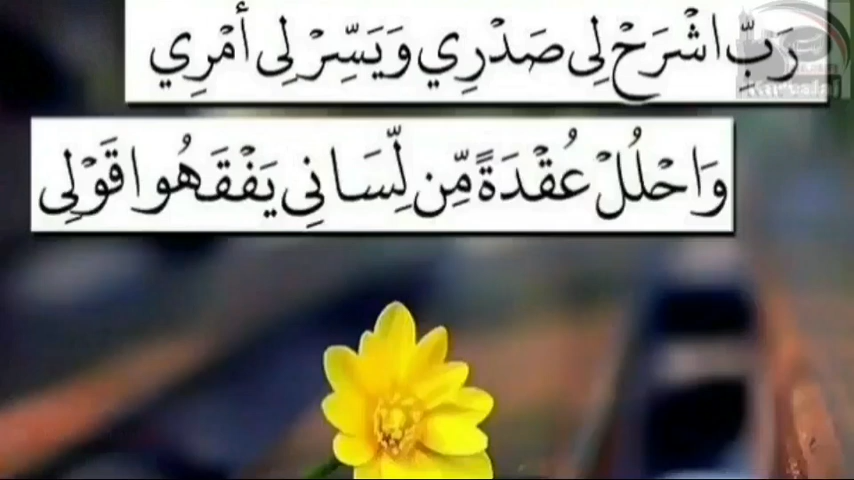 رَبِّ اشْرَحْ لِى صَدْرِي وَيَسِّرْ لِى أَمْرِي
وَاحْلُلْ عُقْدَةً مِّن لِّسَانِي يَفْقَهُوا قَوْلِى